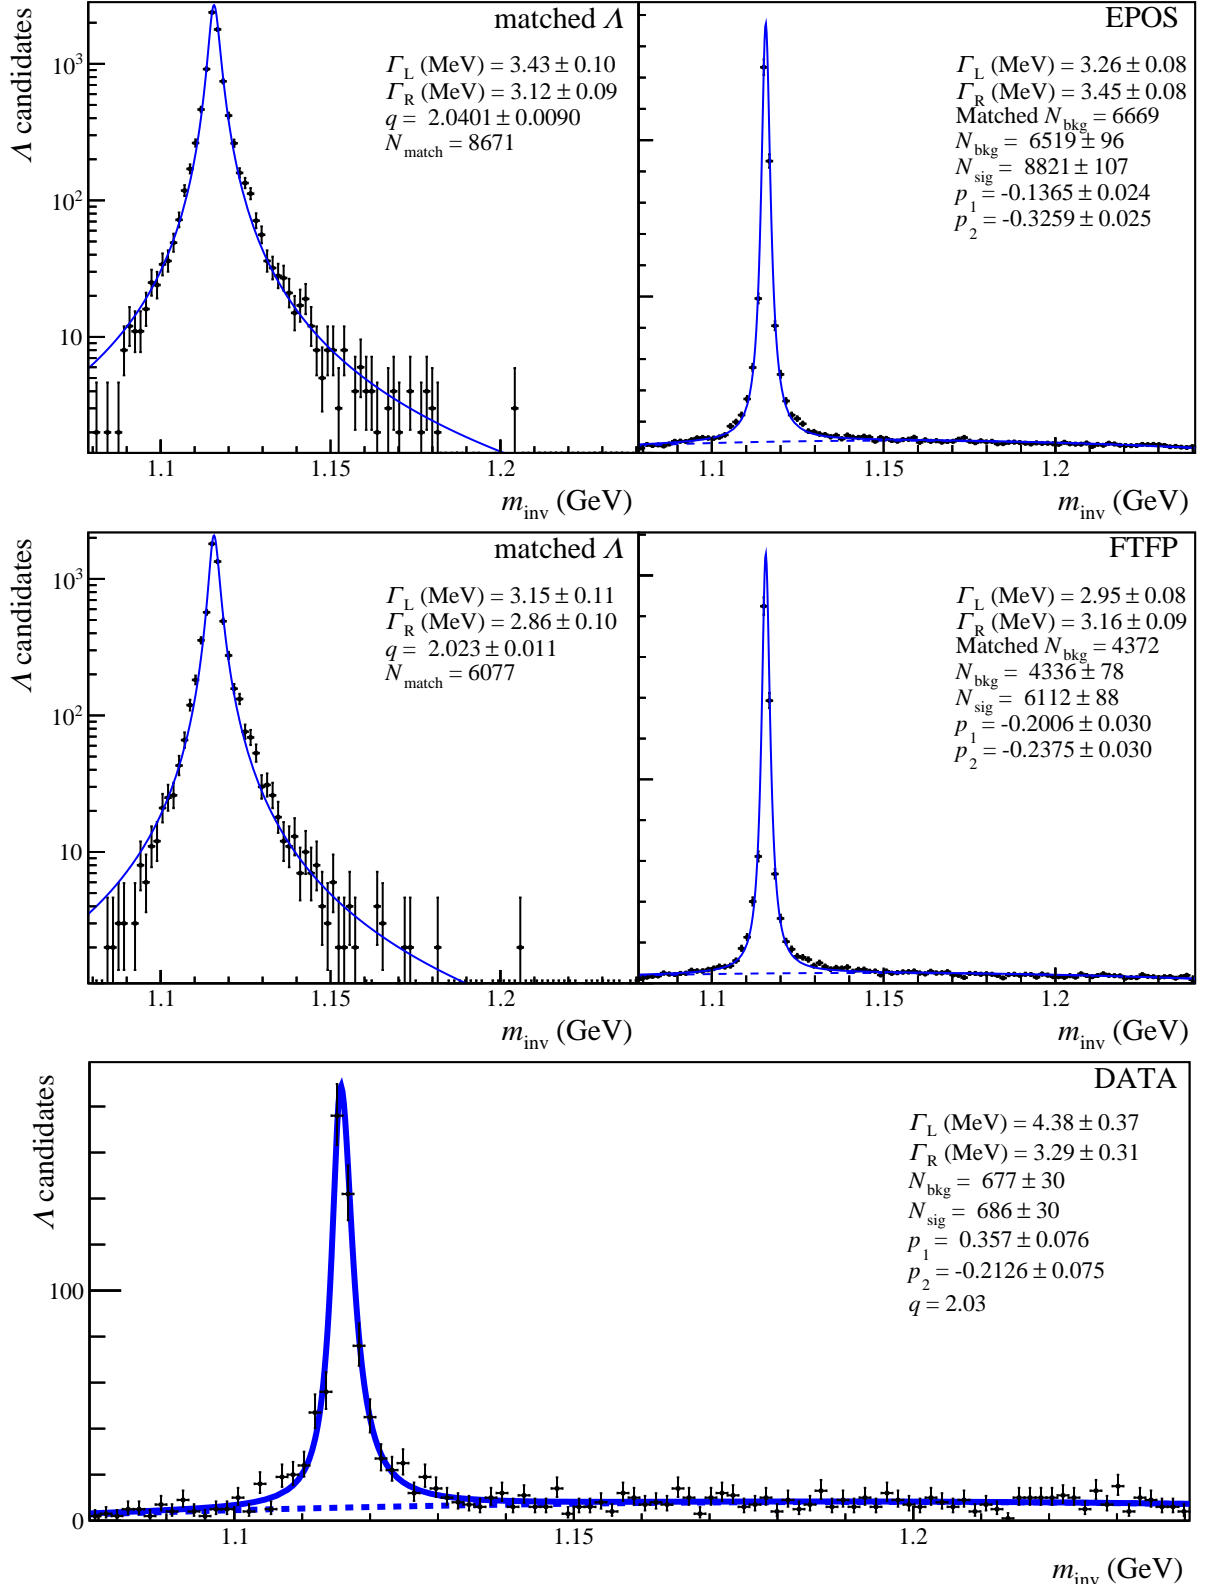 matched Λ
Γ_L (MeV) = 3.43 ± 0.10
Γ_R (MeV) = 3.12 ± 0.09
q = 2.0401 ± 0.0090
N_match = 8671
Λ candidates
10^3
10^2
10
1.1
1.15
1.2
m_inv (GeV)
EPOS
Γ_L (MeV) = 3.26 ± 0.08
Γ_R (MeV) = 3.45 ± 0.08
Matched N_bkg = 6669
N_bkg = 6519 ± 96
N_sig = 8821 ± 107
p_1 = -0.1365 ± 0.024
p_2 = -0.3259 ± 0.025
1.1
1.15
1.2
m_inv (GeV)
matched Λ
Γ_L (MeV) = 3.15 ± 0.11
Γ_R (MeV) = 2.86 ± 0.10
q = 2.023 ± 0.011
N_match = 6077
Λ candidates
10^3
10^2
10
1.1
1.15
1.2
m_inv (GeV)
FTFP
Γ_L (MeV) = 2.95 ± 0.08
Γ_R (MeV) = 3.16 ± 0.09
Matched N_bkg = 4372
N_bkg = 4336 ± 78
N_sig = 6112 ± 88
p_1 = -0.2006 ± 0.030
p_2 = -0.2375 ± 0.030
1.1
1.15
1.2
m_inv (GeV)
DATA
Γ_L (MeV) = 4.38 ± 0.37
Γ_R (MeV) = 3.29 ± 0.31
N_bkg = 677 ± 30
N_sig = 686 ± 30
p_1 = 0.357 ± 0.076
p_2 = -0.2126 ± 0.075
q = 2.03
Λ candidates
100
0
1.1
1.15
1.2
m_inv (GeV)